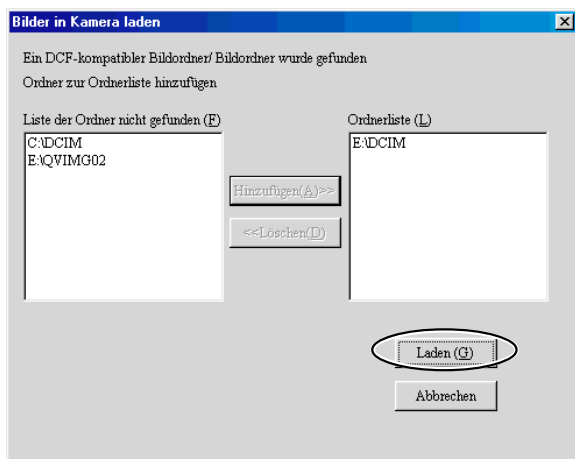 Bilder in Kamera laden
Ein DCF-kompatibler Bildordner/ Bildordner wurde gefunden
Ordner zur Ordnerliste hinzufügen
Liste der Ordner nicht gefunden (F)
C:\DCIM
E:\QVIMG02
Hinzufügen(A)>>
<<Löschen(D)
Ordnerliste (L)
E:\DCIM
Laden (G)
Abbrechen